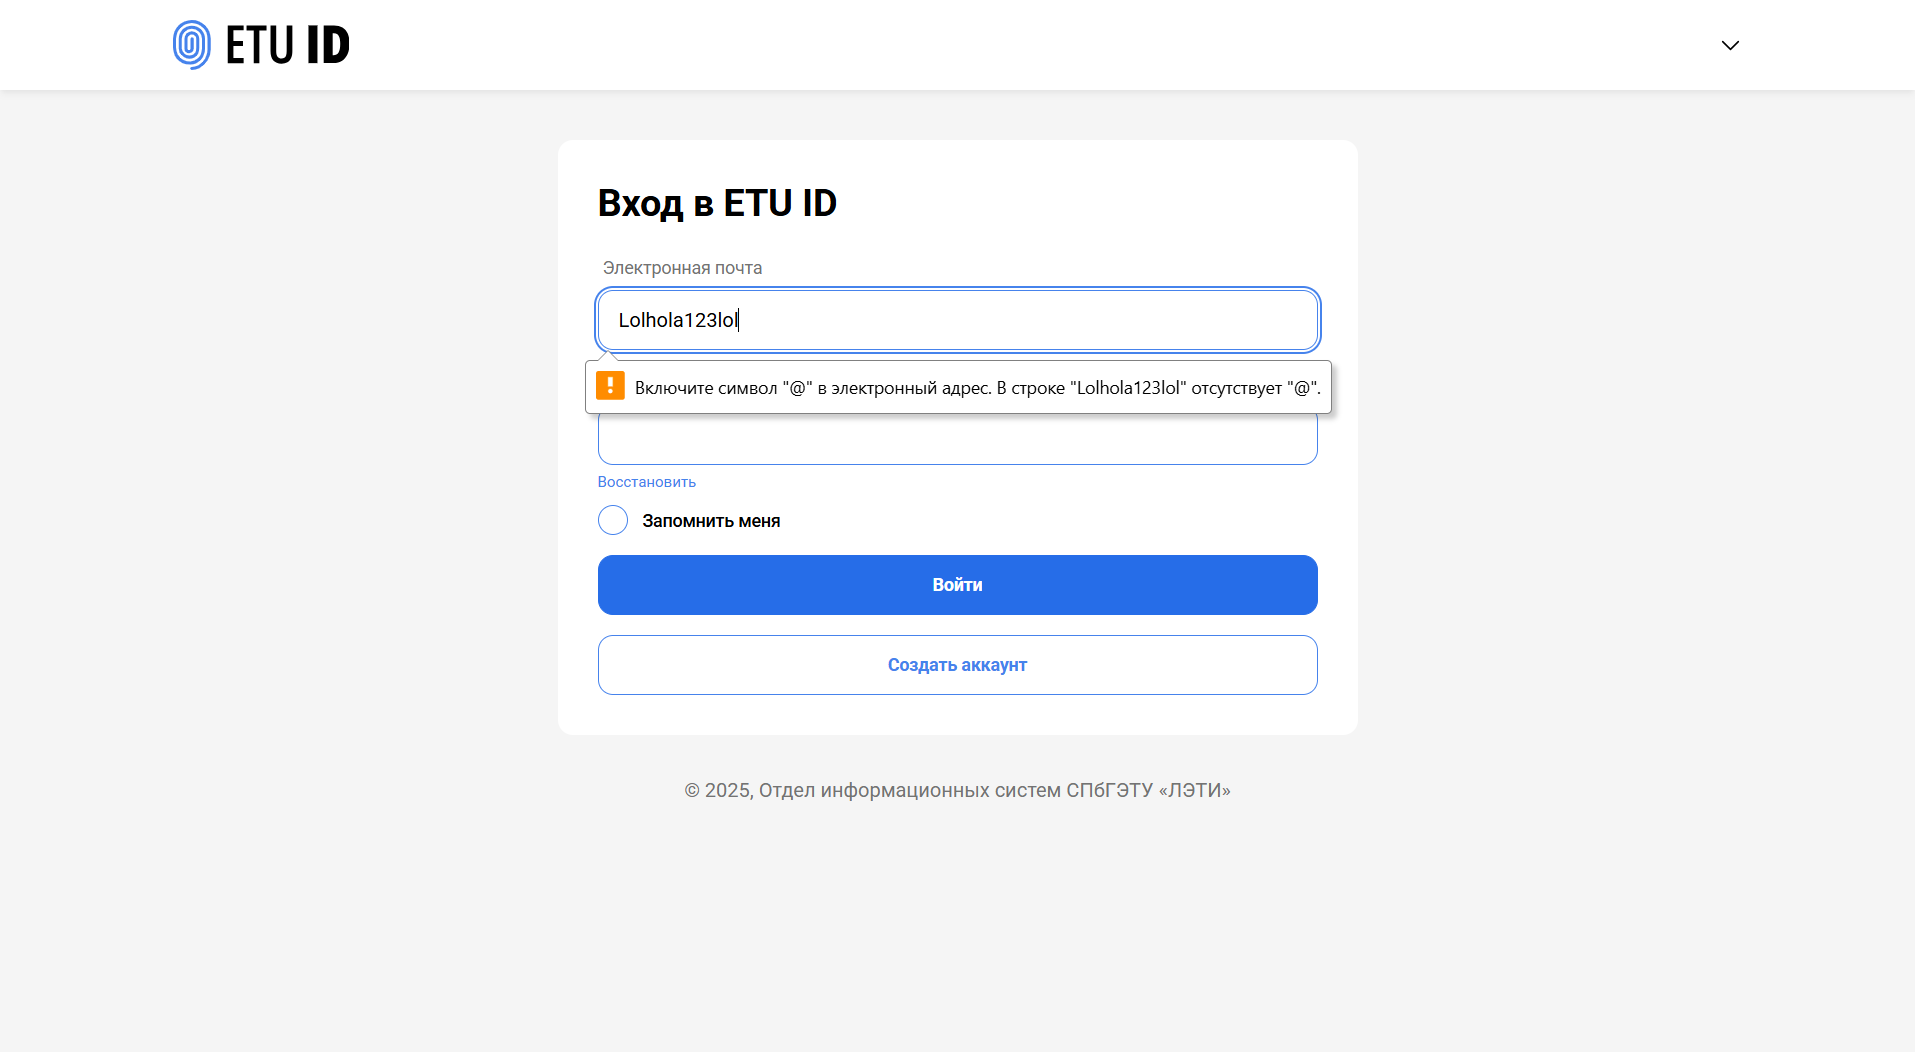 ETU ID
Вход в ETU ID
Электронная почта
Lolhola123lol
Включите символ "@" в электронный адрес. В строке "Lolhola123lol" отсутствует "@".
Восстановить
Запомнить меня
Войти
Создать аккаунт
© 2025, Отдел информационных систем СПбГЭТУ «ЛЭТИ»